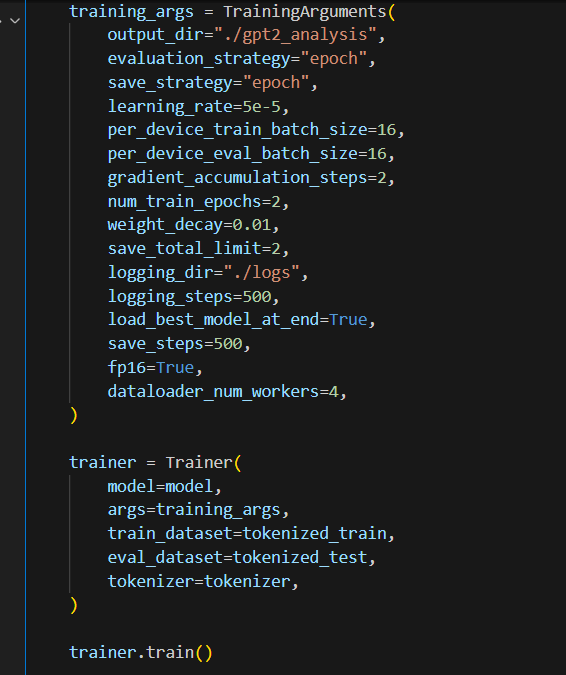 training_args = TrainingArguments(
    output_dir="./gpt2_analysis",
    evaluation_strategy="epoch",
    save_strategy="epoch",
    learning_rate=5e-5,
    per_device_train_batch_size=16,
    per_device_eval_batch_size=16,
    gradient_accumulation_steps=2,
    num_train_epochs=2,
    weight_decay=0.01,
    save_total_limit=2,
    logging_dir="./logs",
    logging_steps=500,
    load_best_model_at_end=True,
    save_steps=500,
    fp16=True,
    dataloader_num_workers=4,
)

trainer = Trainer(
    model=model,
    args=training_args,
    train_dataset=tokenized_train,
    eval_dataset=tokenized_test,
    tokenizer=tokenizer,
)

trainer.train()